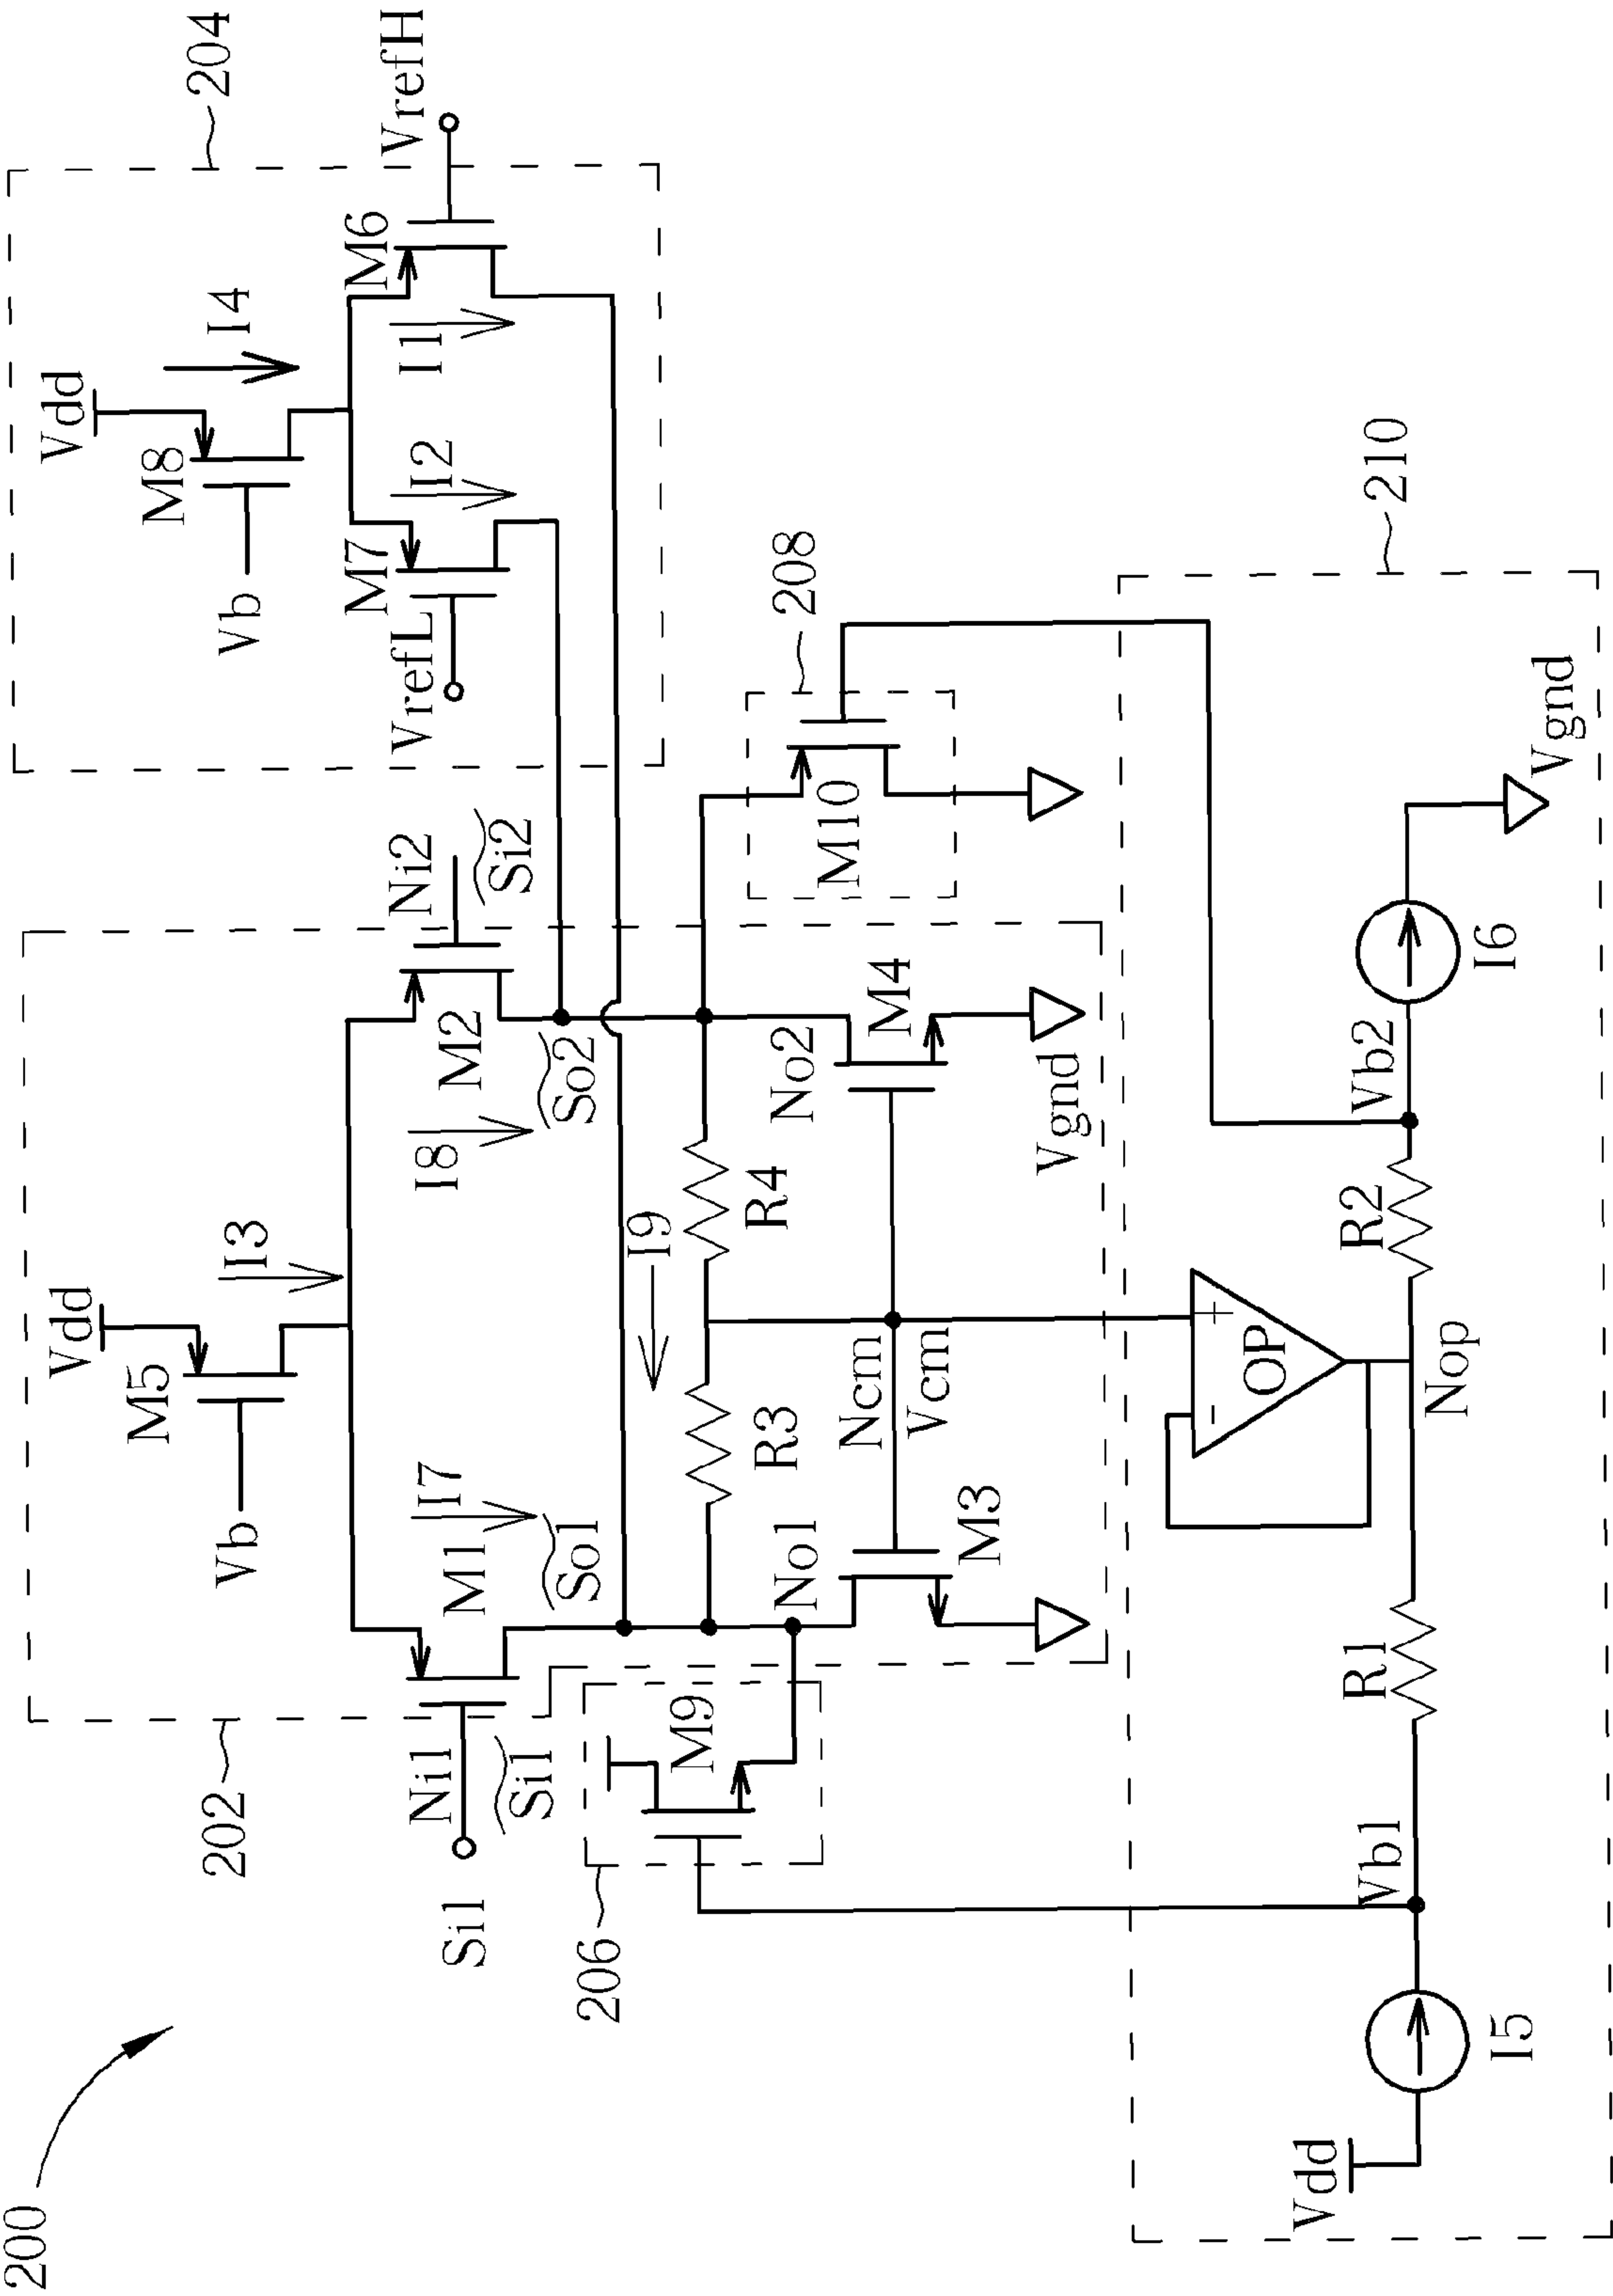 200
202
Vdd
M5
Vb
I3
Si1
Ni1
Si1
M1
I7
So1
Ni2
Si2
M2
I8
So2
204
Vdd
M8
Vb
I4
M7
VrefL
I2
M6
I1
VrefH
206
M9
No1
R3
I9
R4
No2
M3
Ncm
Vcm
M4
Vgnd
208
M10
210
OP
+
-
Nop
Vdd
I5
Vb1
R1
R2
Vb2
I6
Vgnd